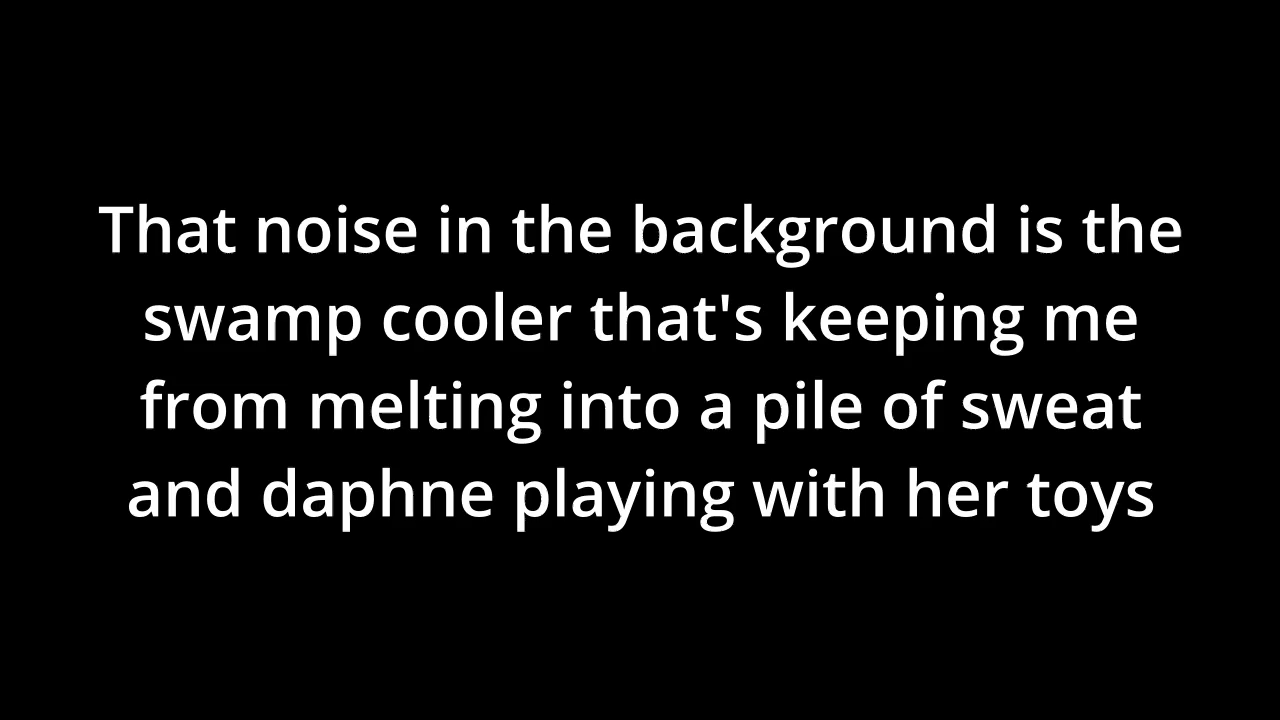 That noise in the background is the
swamp cooler that's keeping me
from melting into a pile of sweat
and daphne playing with her toys